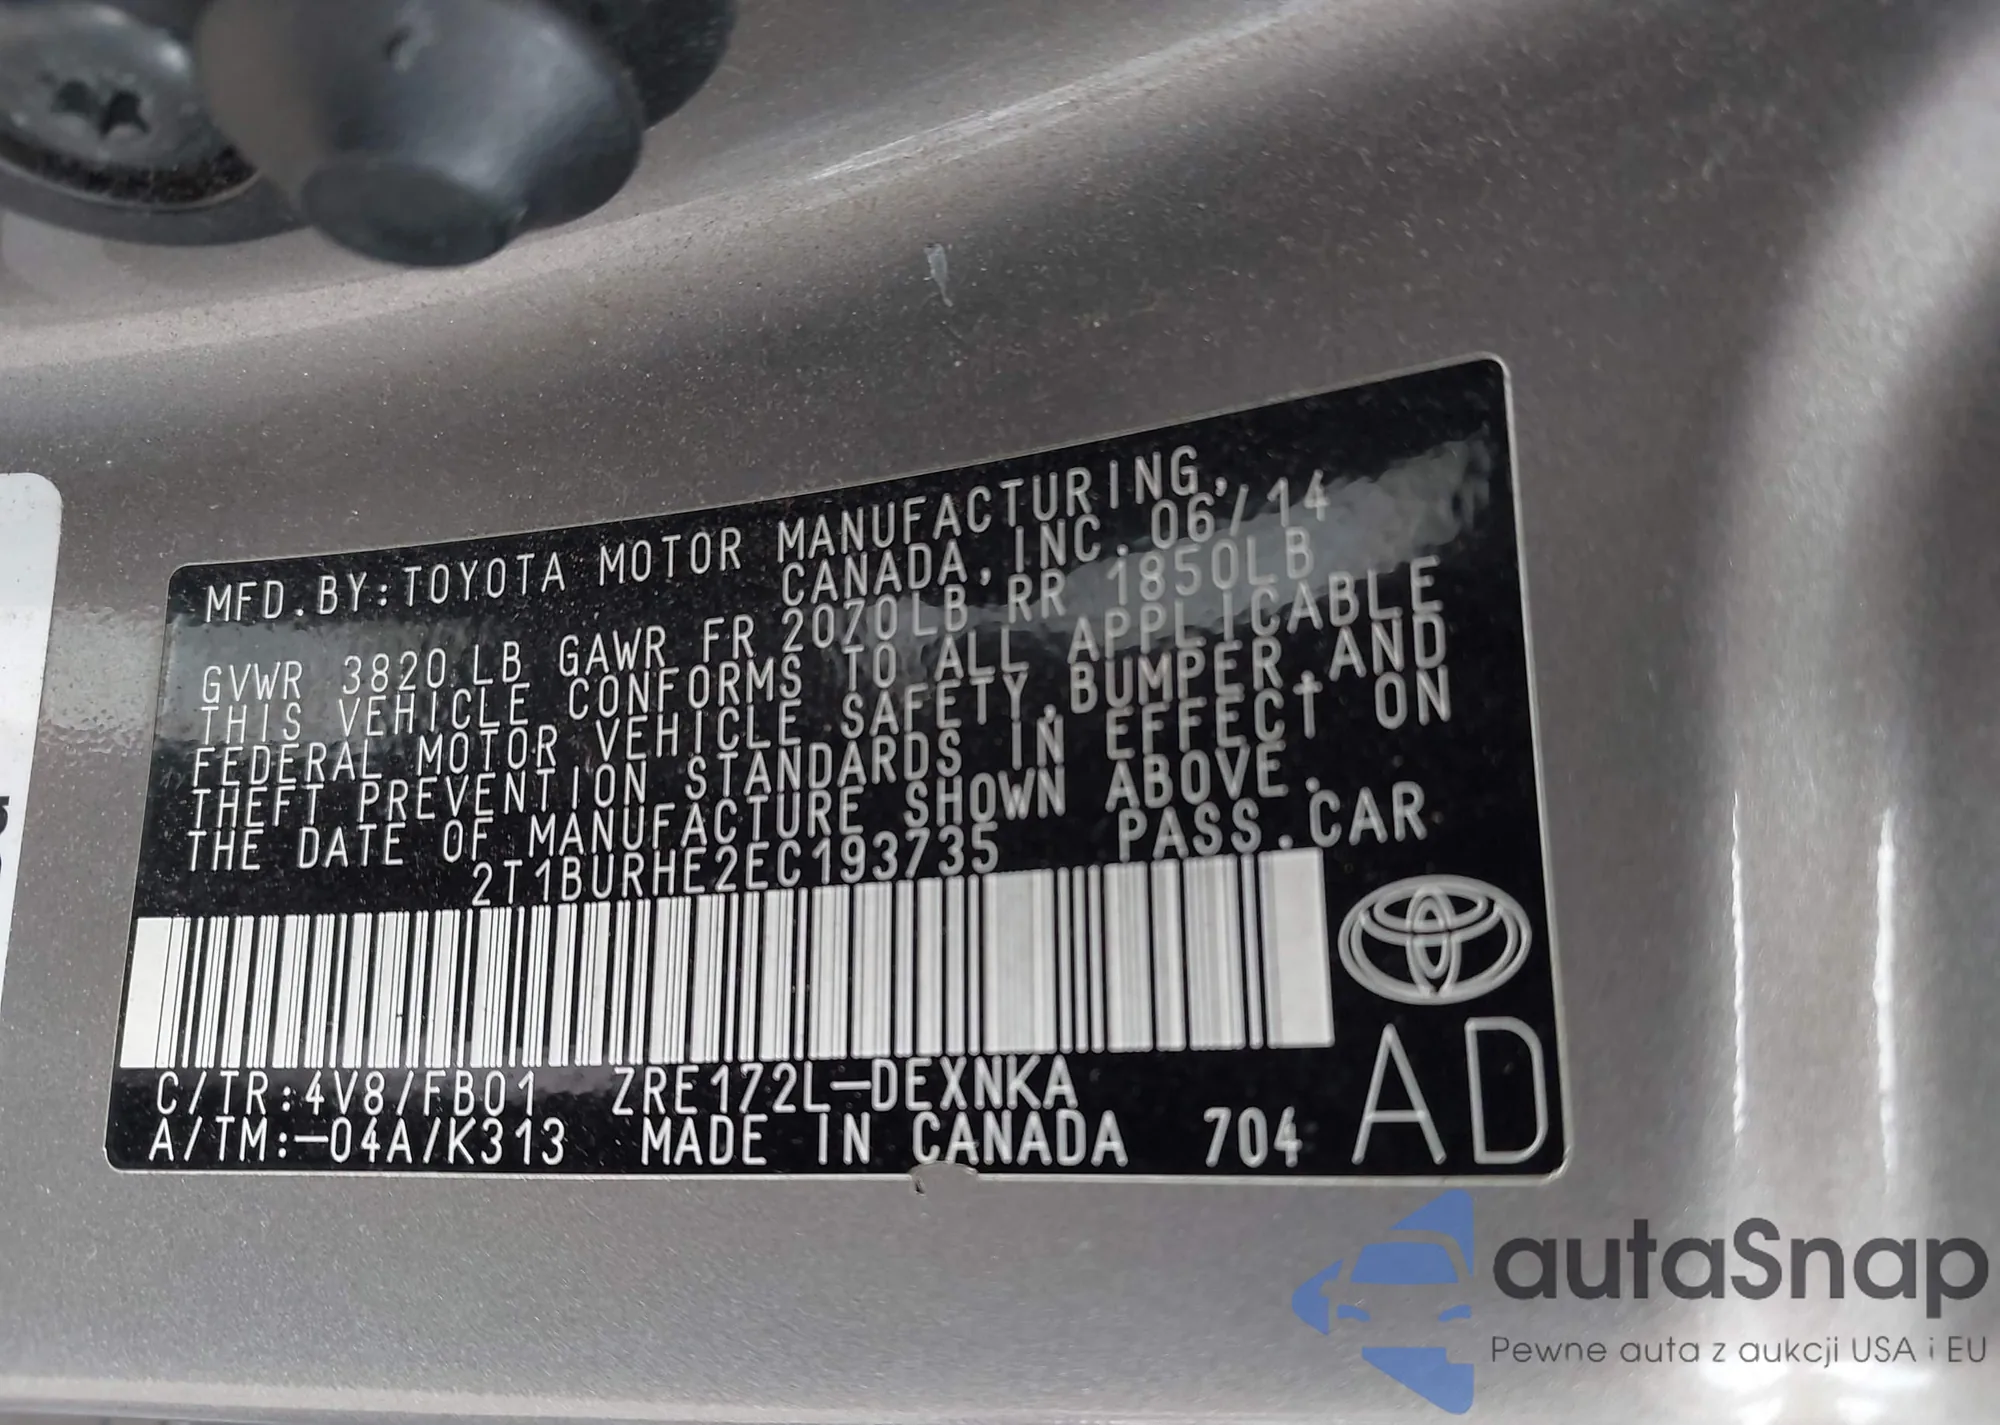 MFD.BY:TOYOTA MOTOR MANUFACTURING,
CANADA, INC. 06/14
GVWR 3820 LB GAWR FR 2070LB RR 1850LB
THIS VEHICLE CONFORMS TO ALL APPLICABLE
FEDERAL MOTOR VEHICLE SAFETY,BUMPER,AND
THEFT PREVENTION STANDARDS IN EFFECT ON
THE DATE OF MANUFACTURE SHOWN ABOVE.
2T1BURHE2EC193735 PASS.CAR
C/TR:4V8/FB01 ZRE172L-DEXNKA
A/TM:-04A/K313 MADE IN CANADA 704
AD
autaSnap
Pewne auta z aukcji USA i EU